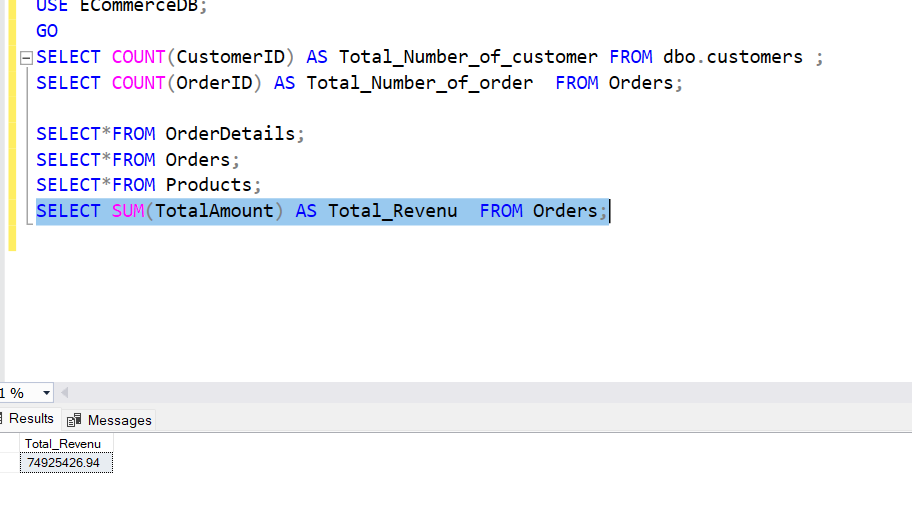 USE ECommerceDB;
GO
SELECT COUNT(CustomerID) AS Total_Number_of_customer FROM dbo.customers ;
SELECT COUNT(OrderID) AS Total_Number_of_order  FROM Orders;
SELECT*FROM OrderDetails;
SELECT*FROM Orders;
SELECT*FROM Products;
SELECT SUM(TotalAmount) AS Total_Revenu  FROM Orders;
1 %
Results Messages
Total_Revenu
74925426.94